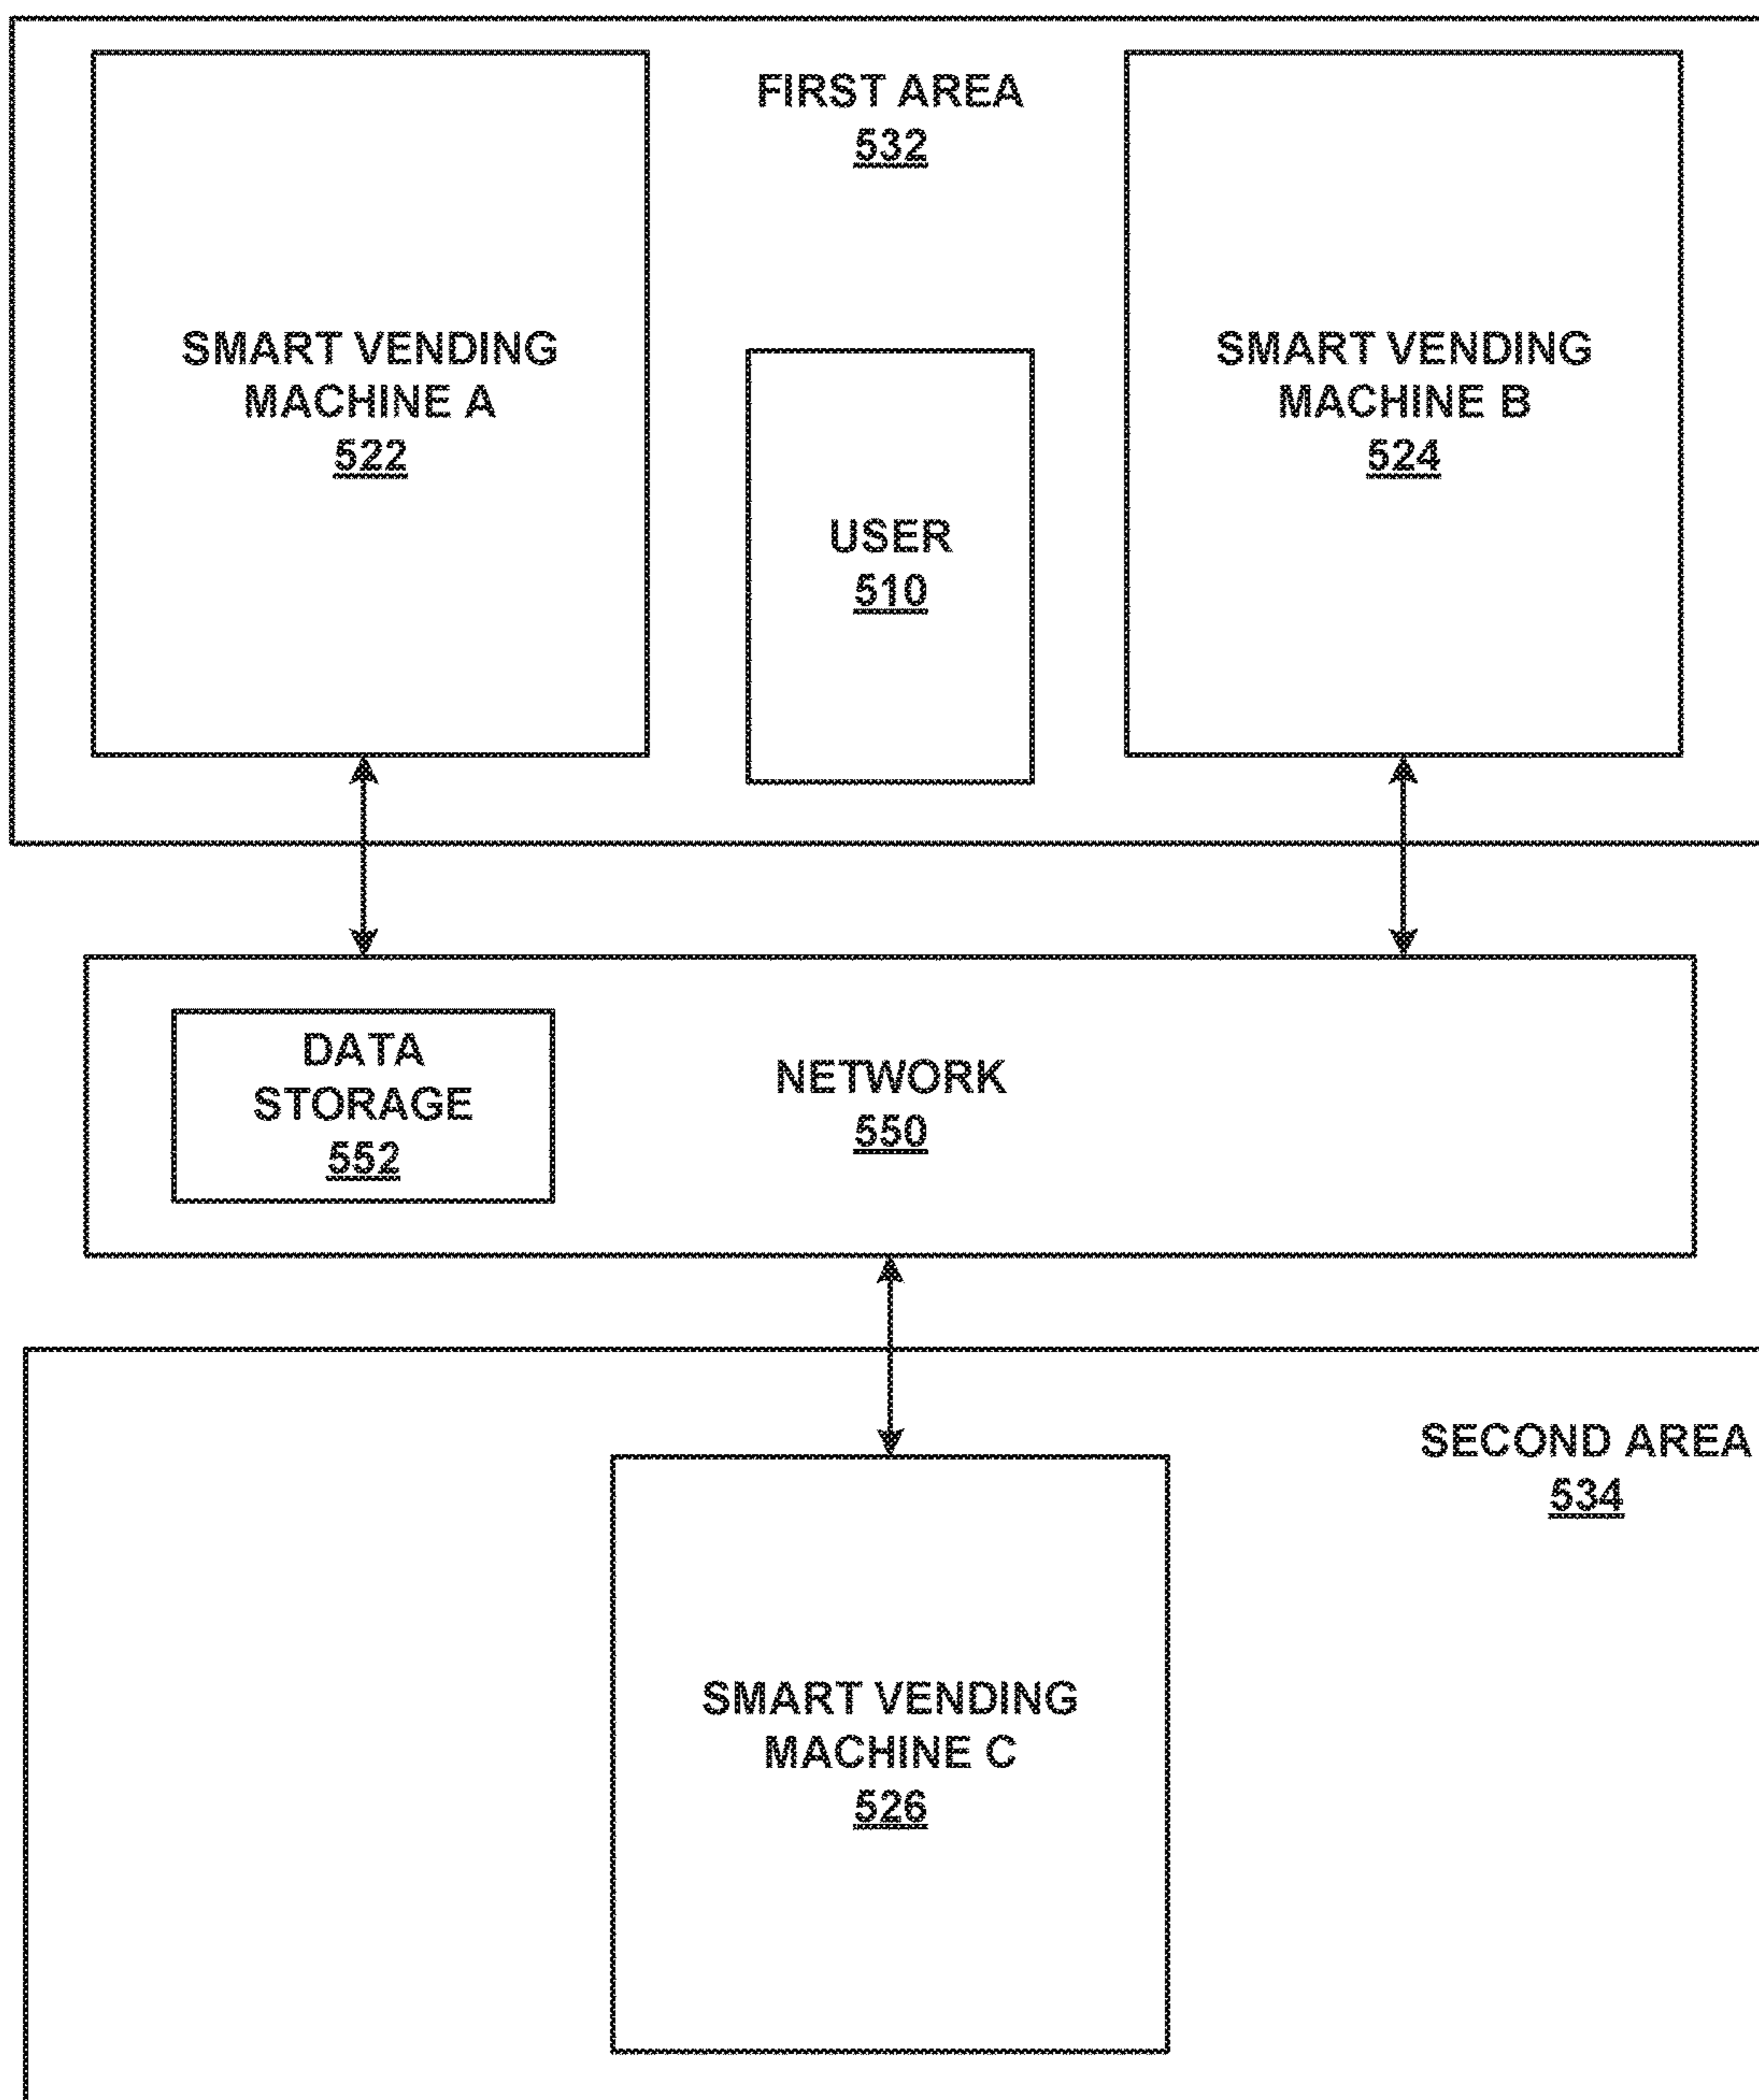 FIRST AREA
532
SMART VENDING
MACHINE A
522
SMART VENDING
MACHINE B
524
USER
510
DATA
STORAGE
552
NETWORK
550
SECOND AREA
534
SMART VENDING
MACHINE C
526